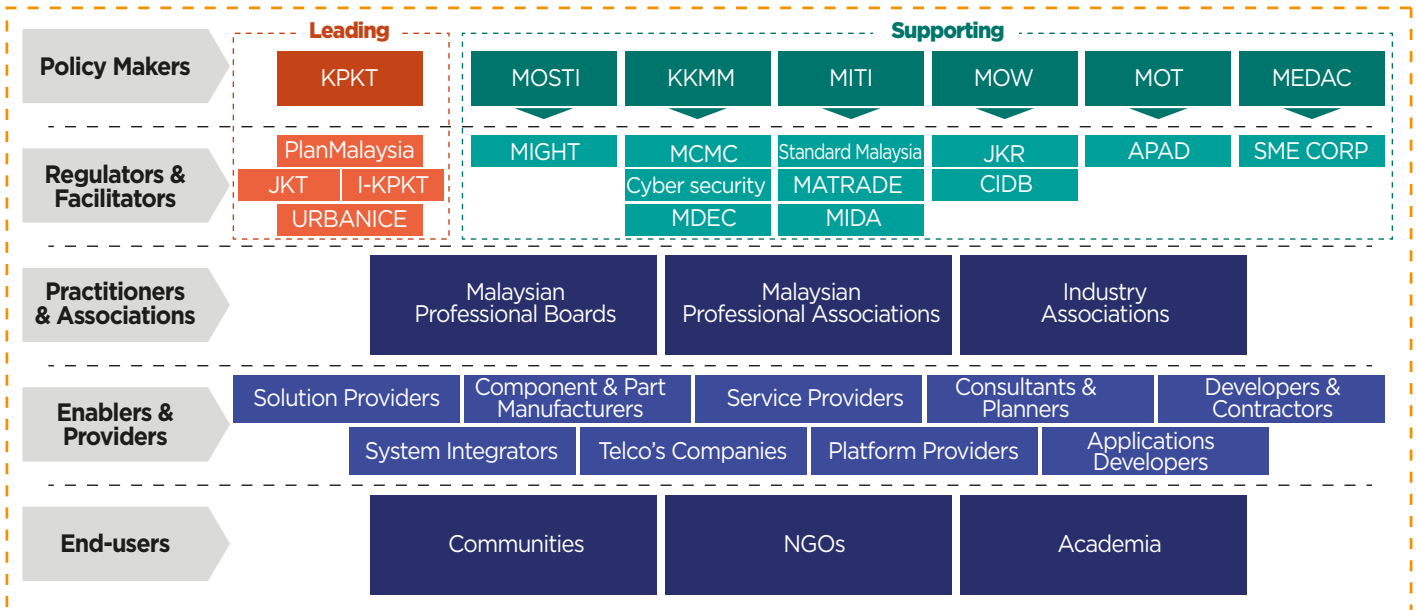 Leading
Supporting
Policy Makers
KPKT
MOSTI
KKMM
MITI
MOW
MOT
MEDAC
Regulators &
Facilitators
PlanMalaysia
JKT
I-KPKT
URBANICE
MIGHT
MCMC
Cyber security
MDEC
Standard Malaysia
MATRADE
MIDA
JKR
CIDB
APAD
SME CORP
Practitioners
& Associations
Malaysian
Professional Boards
Malaysian
Professional Associations
Industry
Associations
Enablers &
Providers
Solution Providers
Component & Part
Manufacturers
Service Providers
Consultants &
Planners
Developers &
Contractors
System Integrators
Telco’s Companies
Platform Providers
Applications
Developers
End-users
Communities
NGOs
Academia